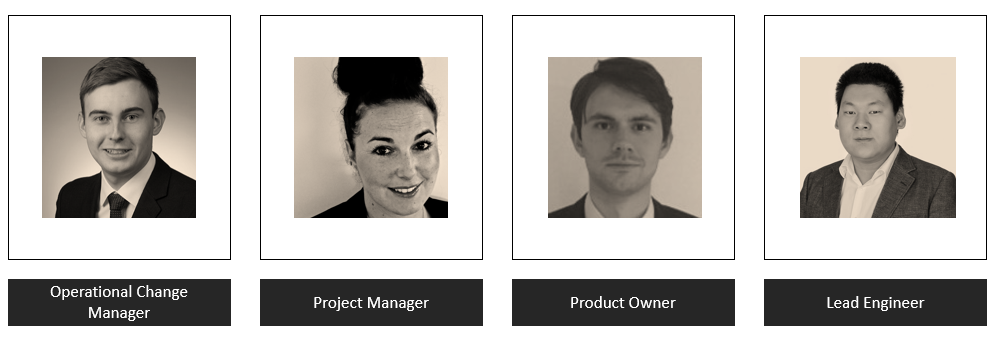 Operational Change
Manager
Project Manager
Product Owner
Lead Engineer